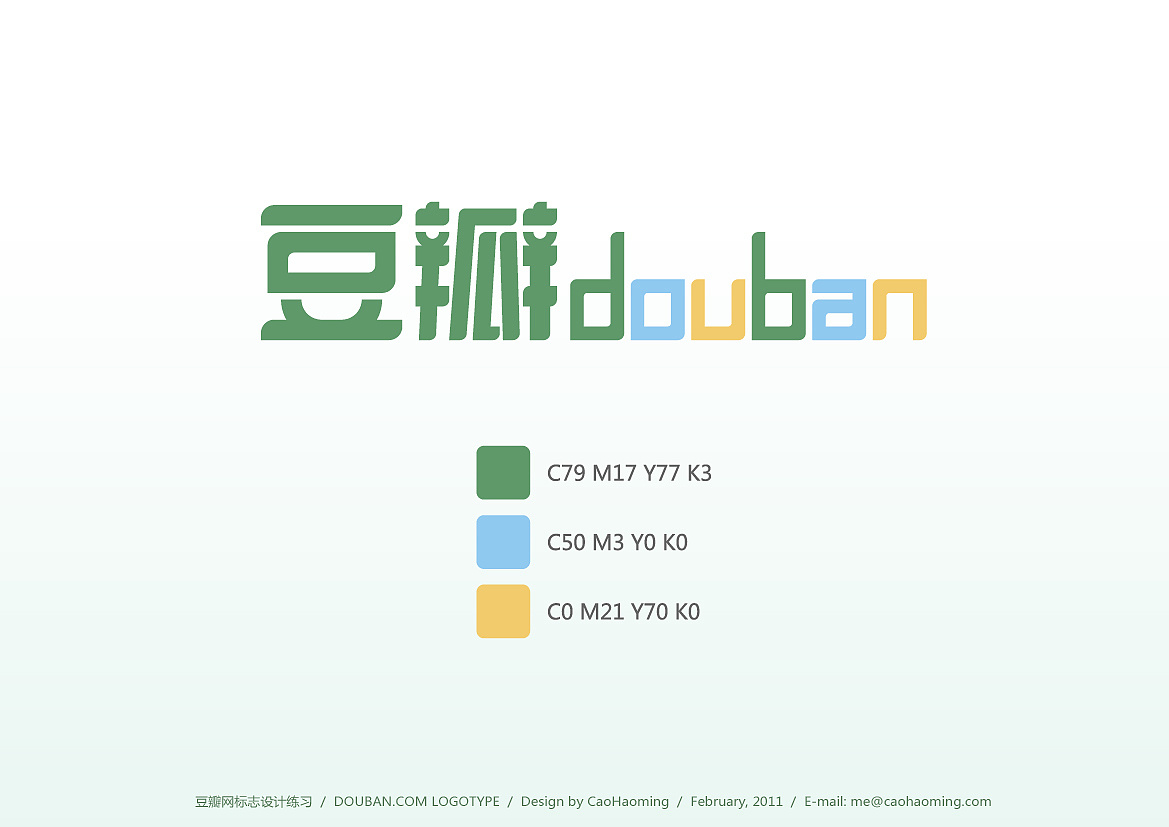 豆瓣douban
C79 M17 Y77 K3
C50 M3 Y0 K0
C0 M21 Y70 K0
豆瓣网标志设计练习 / DOUBAN.COM LOGOTYPE / Design by CaoHaoming / February, 2011 / E-mail: me@caohaoming.com